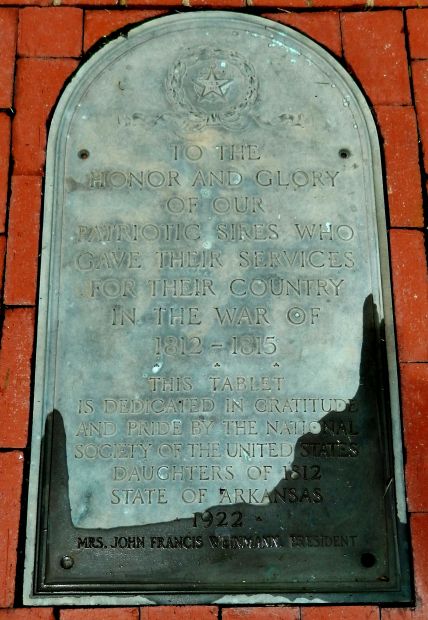 TO THE
HONOR AND GLORY
OF OUR
PATRIOTIC SIRES WHO
GAVE THEIR SERVICES
FOR THEIR COUNTRY
IN THE WAR OF
1812-1815
THIS TABLET
IS DEDICATED IN GRATITUDE
AND PRIDE BY THE NATIONAL
SOCIETY OF THE UNITED STATES
DAUGHTERS OF 1812
STATE OF ARKANSAS
1922
MRS. JOHN FRANCIS WEINMANN, PRESIDENT